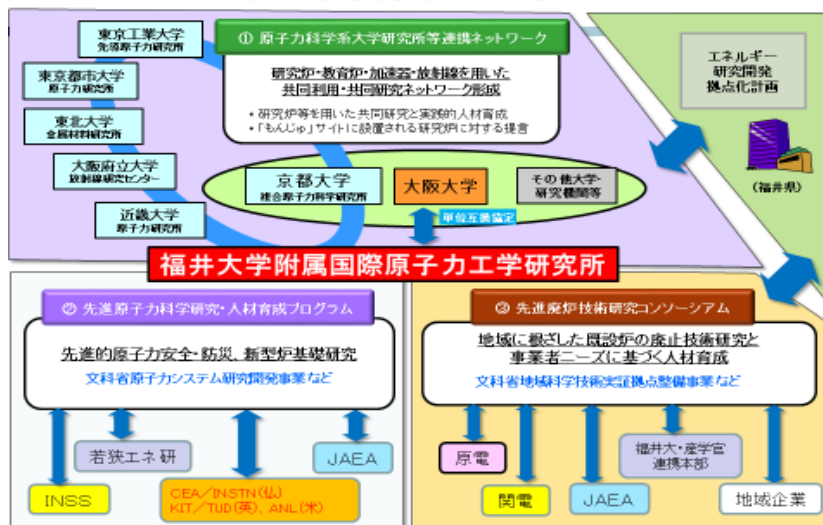 東京工業大学
先導原子力研究所
東京都市大学
原子力研究所
東北大学
金属材料研究所
大阪府立大学
放射線研究センター
近畿大学
原子力研究所
① 原子力科学系大学研究所等連携ネットワーク
研究炉・教育炉・加速器・放射線を用いた
共同利用・共同研究ネットワーク形成
・研究炉等を用いた共同研究と実践的人材育成
・「もんじゅ」サイトに設置される研究炉に対する提言
京都大学
複合原子力科学研究所
大阪大学
その他大学・
研究機関等
単位互換協定
エネルギー
研究開発
拠点化計画
(福井県)
福井大学附属国際原子力工学研究所
② 先進原子力科学研究・人材育成プログラム
先進的原子力安全・防災、新型炉基礎研究
文科省原子力システム研究開発事業など
若狭エネ研
JAEA
INSS
CEA/INSTN(仏)
KIT/TUD(英)、ANL(米)
③ 先進廃炉技術研究コンソーシアム
地域に根ざした既設炉の廃止技術研究と
事業者ニーズに基づく人材育成
文科省地域科学技術実証拠点整備事業など
原電
福井大・産学官
連携本部
関電
JAEA
地域企業